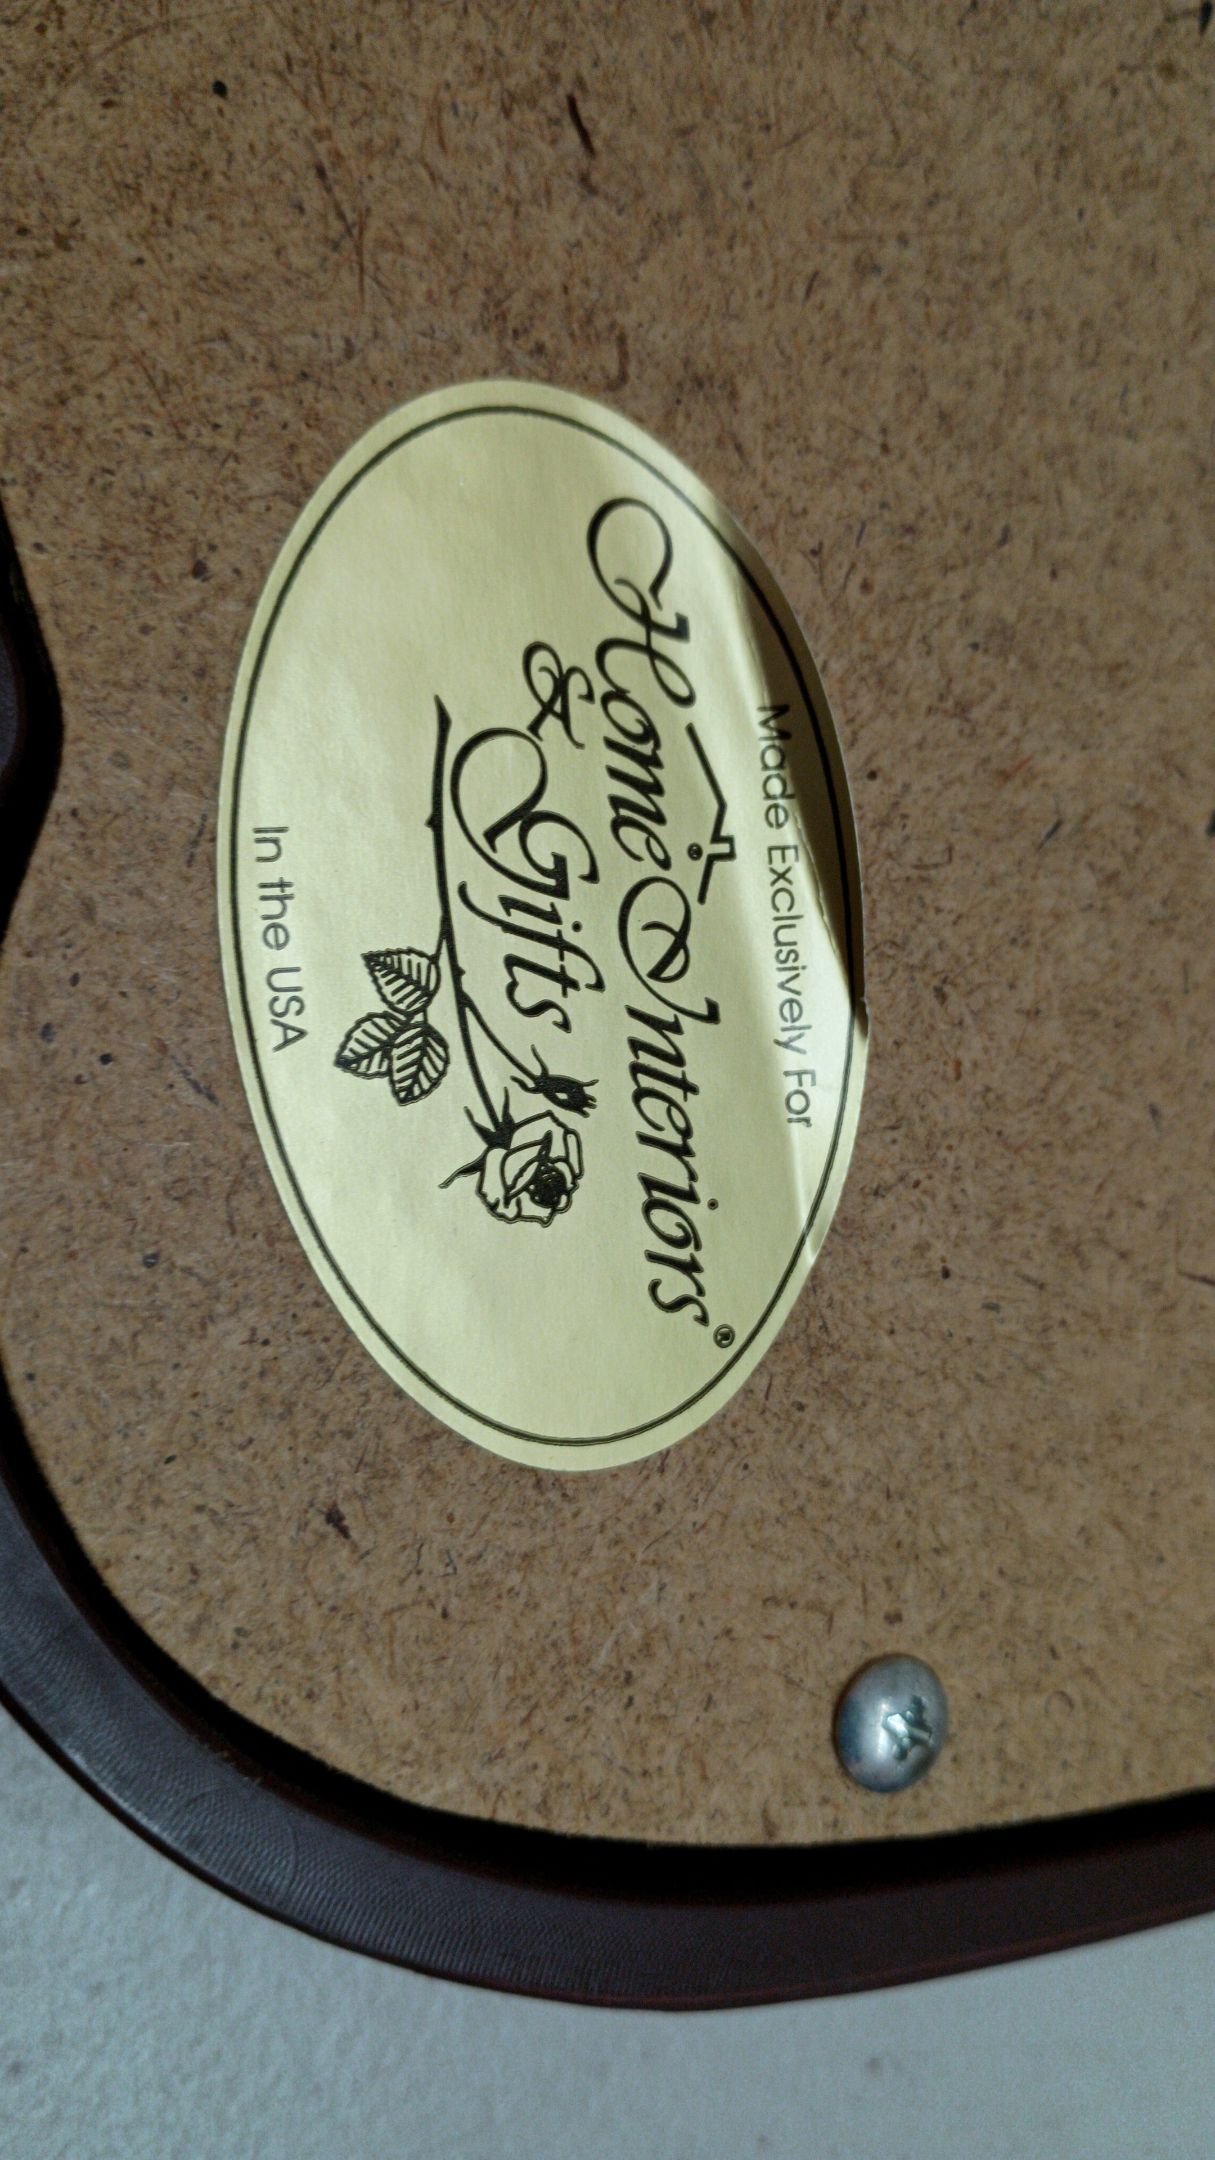 Made Exclusively For
Home Interiors®
& Gifts
In the USA